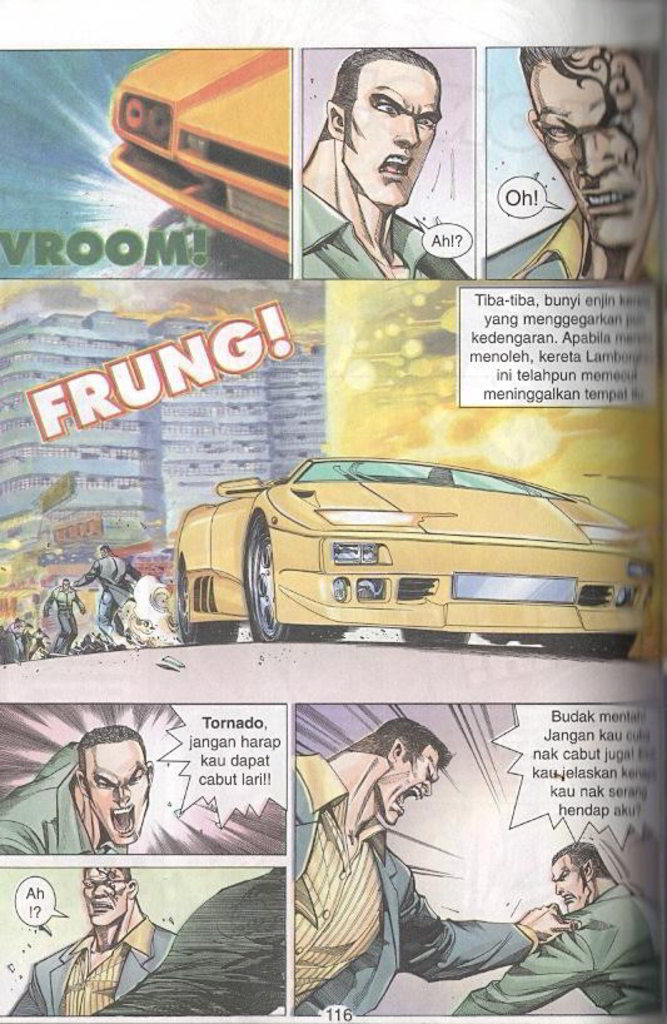 VROOM!
Ah!?
Oh!
FRUNG!
Tiba-tiba, bunyi enjin
yang menggegarkan
kedengaran. Apabila
menoleh, kereta
ini telahpun
meninggalkan tempat
Tornado,
jangan harap
kau dapat
cabut lari!!
Budak
Jangan kau
nak cabut juga!
kau jelaskan
kau nak
hendap aku?
Ah
!?
116